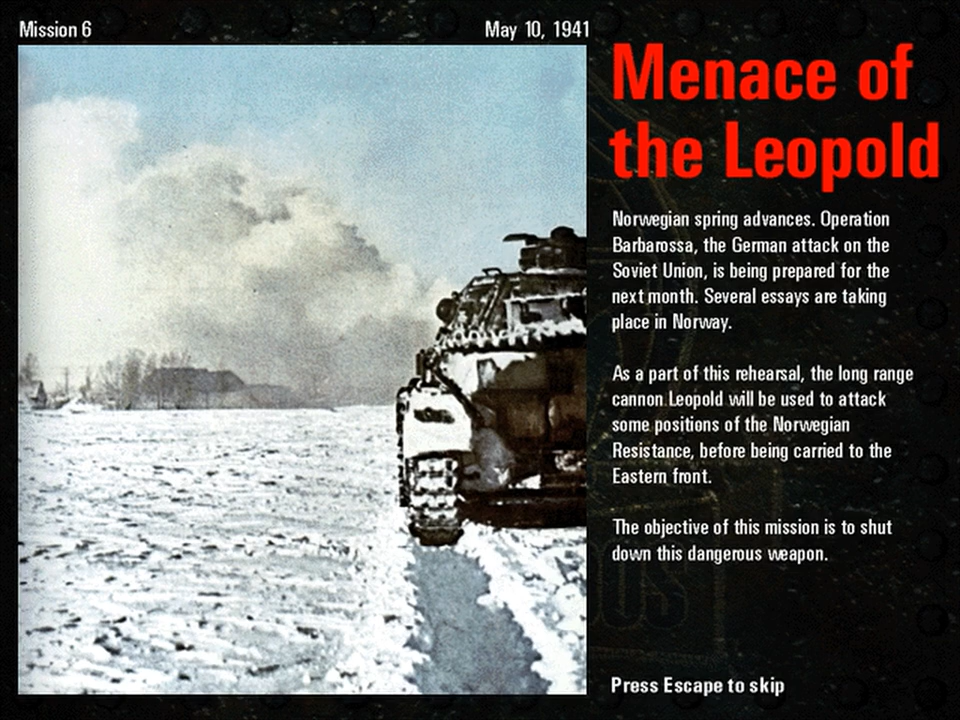 Mission 6
May 10, 1941
Menace of
the Leopold
Norwegian spring advances. Operation
Barbarossa, the German attack on the
Soviet Union, is being prepared for the
next month. Several essays are taking
place in Norway.
As a part of this rehearsal, the long range
cannon Leopold will be used to attack
some positions of the Norwegian
Resistance, before being carried to the
Eastern front.
The objective of this mission is to shut
down this dangerous weapon.
Press Escape to skip